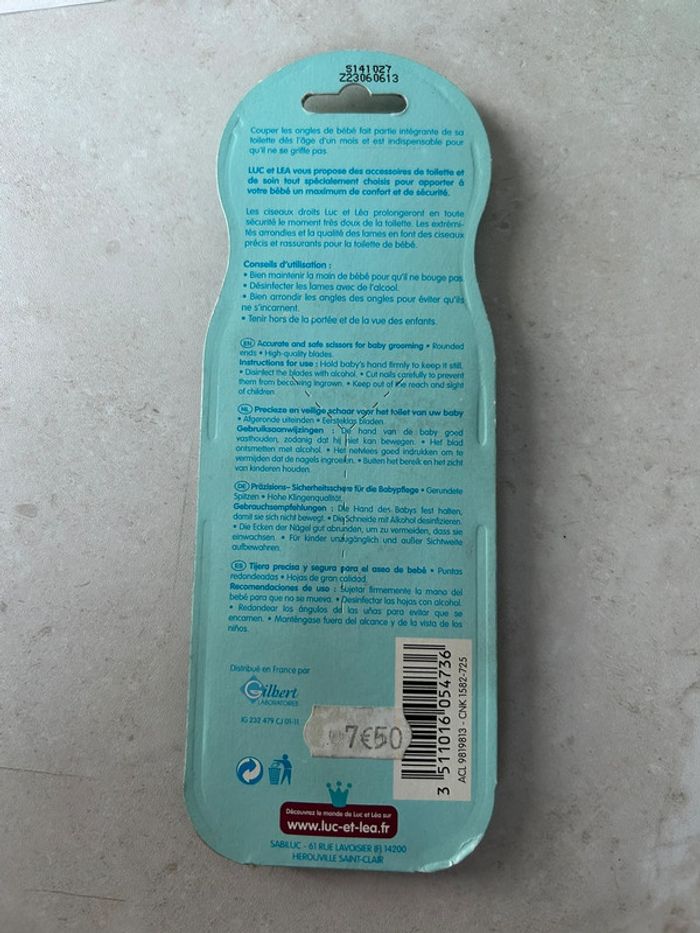 S141027
Z23060613
Couper les ongles de bébé fait partie intégrante de sa
toilette dès l'âge d'un mois et est indispensable pour
qu'il ne se griffe pas.
LUC et LEA vous propose des accessoires de toilette et
de soin tout spécialement choisis pour apporter à
votre bébé un maximum de confort et de sécurité.
Les ciseaux droits Luc et Léa prolongeront en toute
sécurité le moment très doux de la toilette. Les extrémi-
tés arrondies et la qualité des lames en font des ciseaux
précis et rassurants pour la toilette de bébé.
Conseils d'utilisation :
• Bien maintenir la main de bébé pour qu'il ne bouge pas.
• Désinfecter les lames avec de l'alcool.
• Bien arrondir les angles des ongles pour éviter qu'ils
ne s'incarnent.
• Tenir hors de la portée et de la vue des enfants.
EN Accurate and safe scissors for baby grooming • Rounded
ends • High-quality blades.
Instructions for use : Hold baby's hand firmly to keep it still.
• Disinfect the blades with alcohol. • Cut nails carefully to prevent
them from becoming ingrown. • Keep out of the reach and sight
of children.
NL Precieze en veilige schaar voor het toilet van uw baby
• Afgeronde uiteinden • Eersteklas bladen.
Gebruiksaanwijzingen : De hand van de baby goed
vasthouden, zodanig dat hij niet kan bewegen. • Het blad
ontsmetten met alcohol. • Het netvlees goed indrukken om te
vermijden dat de nagels ingroeien. • Buiten het bereik en het zicht
van kinderen houden.
DE Präzisions- Sicherheitsschere für die Babypflege • Gerundete
Spitzen • Hohe Klingenqualität.
Gebrauchsempfehlungen : Die Hand des Babys fest halten,
damit sie sich nicht bewegt. • Die Schneide mit Alkohol desinfizieren.
• Die Ecken der Nägel gut abrunden, um zu vermeiden, dass sie
einwachsen. • Für kinder unzugänglich und außer Sichtweite
aufbewahren.
ES Tijera precisa y segura para el aseo de bebé • Puntas
redondeadas • Hojas de gran calidad.
Recomendaciones de uso : Sujetar firmemente la mano del
bebé para que no se mueva. • Desinfectar las hojas con alcohol.
• Redondear los ángulos de las uñas para evitar que se
encarnen. • Manténgase fuera del alcance y de la vista de los
niños.
Distribué en France par
Gilbert
LABORATOIRES
IG 232 479 CJ 01-11
7€50
3 511016 054736
ACL 9819813 - CNK 1582-725
Découvrez le monde de Luc et Léa sur
www.luc-et-lea.fr
SABILUC - 61 RUE LAVOISIER (F) 14200
HEROUVILLE SAINT-CLAIR